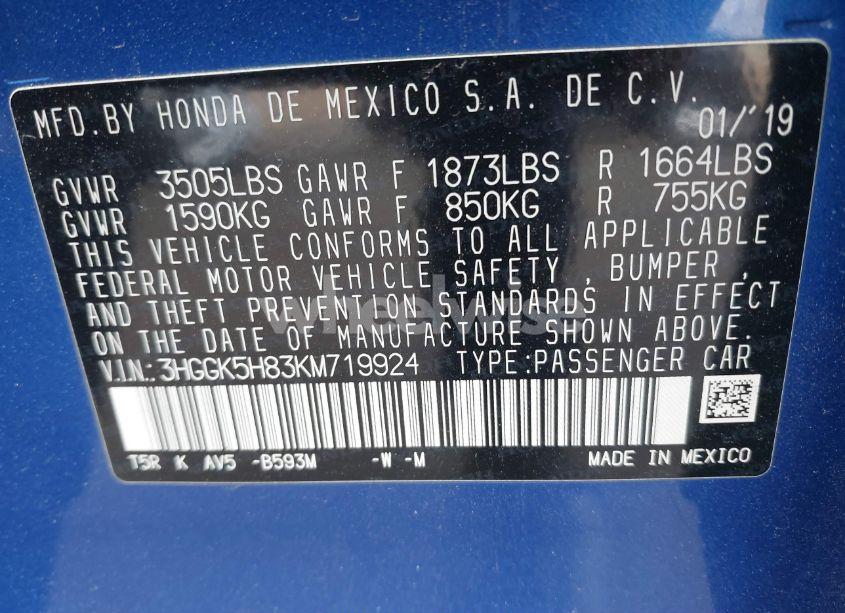 MFD.BY HONDA DE MEXICO S.A. DE C.V.
01/'19
GVWR 3505LBS GAWR F 1873LBS R 1664LBS
GVWR 1590KG GAWR F 850KG R 755KG
THIS VEHICLE CONFORMS TO ALL APPLICABLE
FEDERAL MOTOR VEHICLE SAFETY, BUMPER,
AND THEFT PREVENTION STANDARDS IN EFFECT
ON THE DATE OF MANUFACTURE SHOWN ABOVE.
V.I.N.:3HGGK5H83KM719924 TYPE:PASSENGER CAR
T5R K AV5 -B593M -W -M MADE IN MEXICO
wheelwise